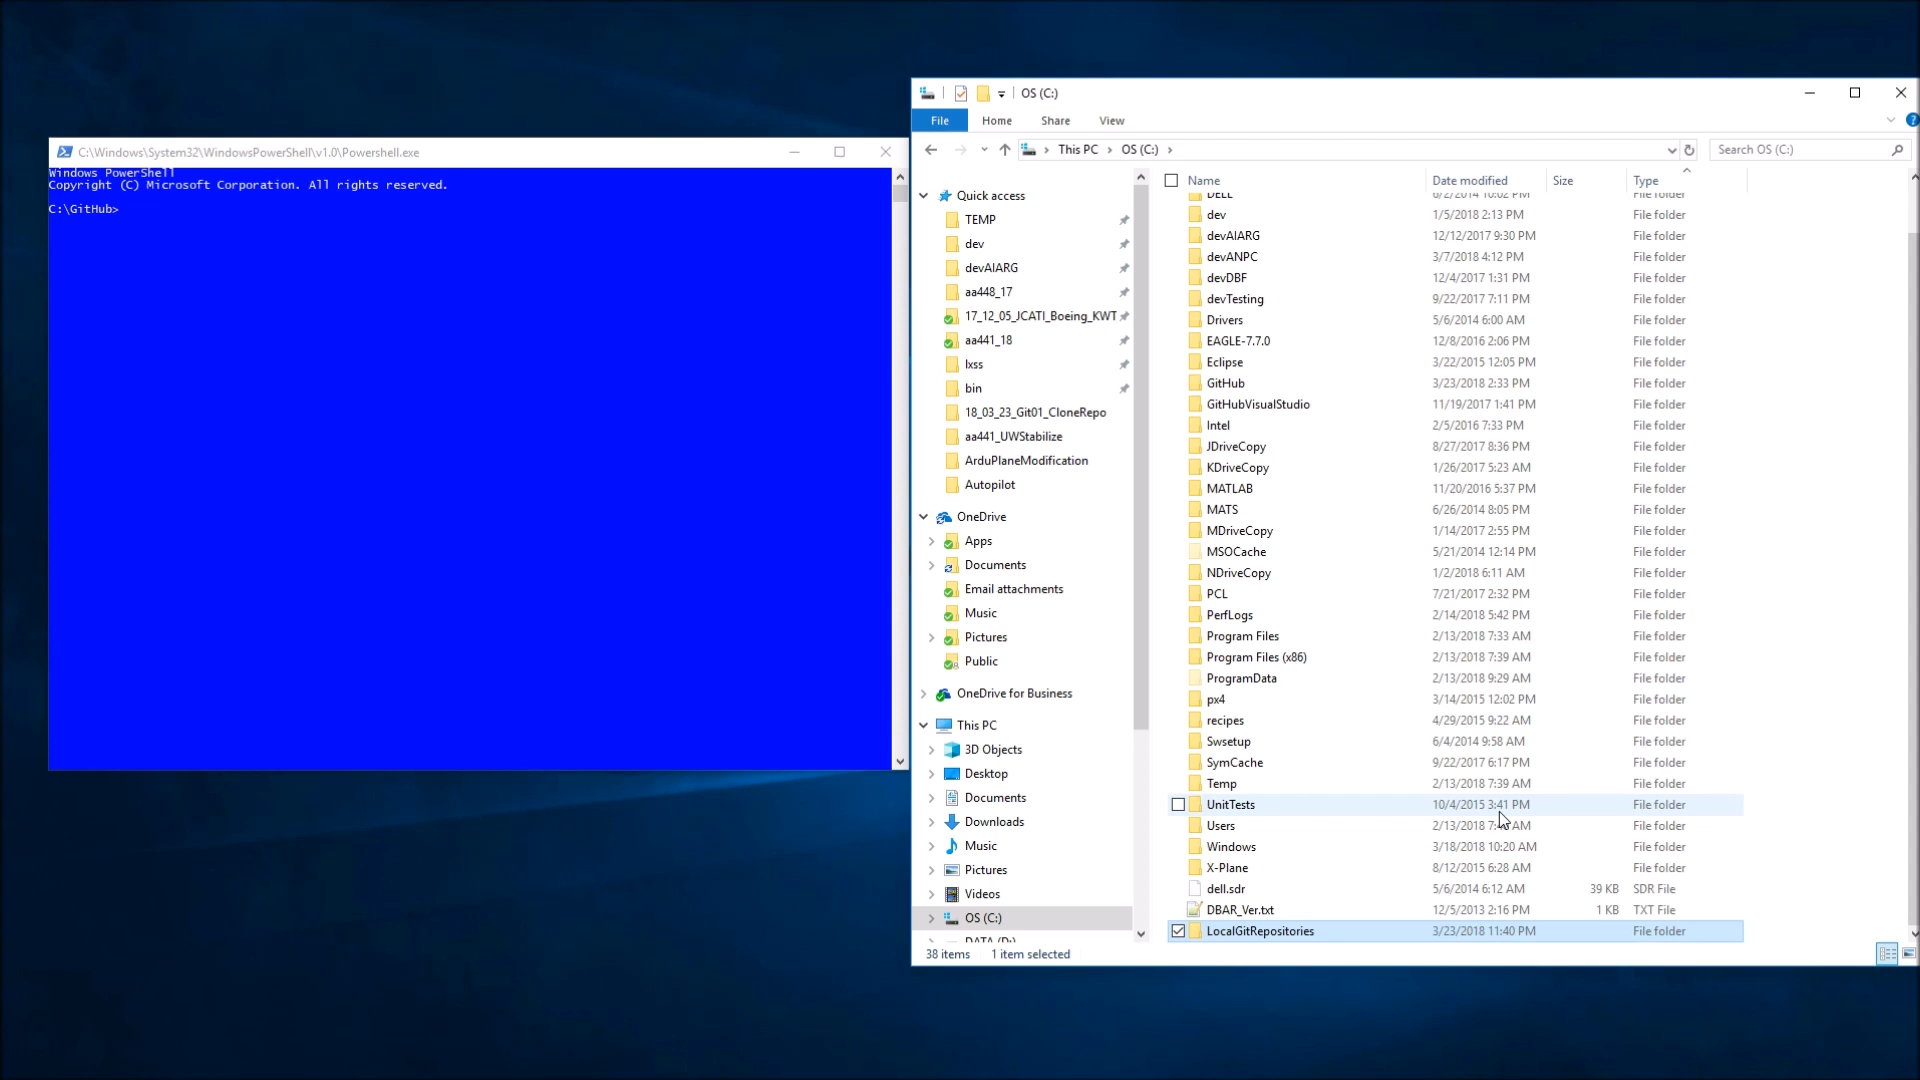 C:\Windows\System32\WindowsPowerShell\v1.0\Powershell.exe
Windows PowerShell
Copyright (C) Microsoft Corporation. All rights reserved.
C:\GitHub>
OS (C:)
File Home Share View
This PC > OS (C:) >
Search OS (C:)
Quick access
TEMP
dev
devAIARG
aa448_17
17_12_05_JCATI_Boeing_KWT
aa441_18
lxss
bin
18_03_23_Git01_CloneRepo
aa441_UWStabilize
ArduPlaneModification
Autopilot
OneDrive
Apps
Documents
Email attachments
Music
Pictures
Public
OneDrive for Business
This PC
3D Objects
Desktop
Documents
Downloads
Music
Pictures
Videos
OS (C:)
DATA (D:)
Name Date modified Size Type
DELL 6/2/2014 10:02 PM File folder
dev 1/5/2018 2:13 PM File folder
devAIARG 12/12/2017 9:30 PM File folder
devANPC 3/7/2018 4:12 PM File folder
devDBF 12/4/2017 1:31 PM File folder
devTesting 9/22/2017 7:11 PM File folder
Drivers 5/6/2014 6:00 AM File folder
EAGLE-7.7.0 12/8/2016 2:06 PM File folder
Eclipse 3/22/2015 12:05 PM File folder
GitHub 3/23/2018 2:33 PM File folder
GitHubVisualStudio 11/19/2017 1:41 PM File folder
Intel 2/5/2016 7:33 PM File folder
JDriveCopy 8/27/2017 8:36 PM File folder
KDriveCopy 1/26/2017 5:23 AM File folder
MATLAB 11/20/2016 5:37 PM File folder
MATS 6/26/2014 8:05 PM File folder
MDriveCopy 1/14/2017 2:55 PM File folder
MSOCache 5/21/2014 12:14 PM File folder
NDriveCopy 1/2/2018 6:11 AM File folder
PCL 7/21/2017 2:32 PM File folder
PerfLogs 2/14/2018 5:42 PM File folder
Program Files 2/13/2018 7:33 AM File folder
Program Files (x86) 2/13/2018 7:39 AM File folder
ProgramData 2/13/2018 9:29 AM File folder
px4 3/14/2015 12:02 PM File folder
recipes 4/29/2015 9:22 AM File folder
Swsetup 6/4/2014 9:58 AM File folder
SymCache 9/22/2017 6:17 PM File folder
Temp 2/13/2018 7:39 AM File folder
UnitTests 10/4/2015 3:41 PM File folder
Users 2/13/2018 AM File folder
Windows 3/18/2018 10:20 AM File folder
X-Plane 8/12/2015 6:28 AM File folder
dell.sdr 5/6/2014 6:12 AM 39 KB SDR File
DBAR_Ver.txt 12/5/2013 2:16 PM 1 KB TXT File
LocalGitRepositories 3/23/2018 11:40 PM File folder
38 items 1 item selected